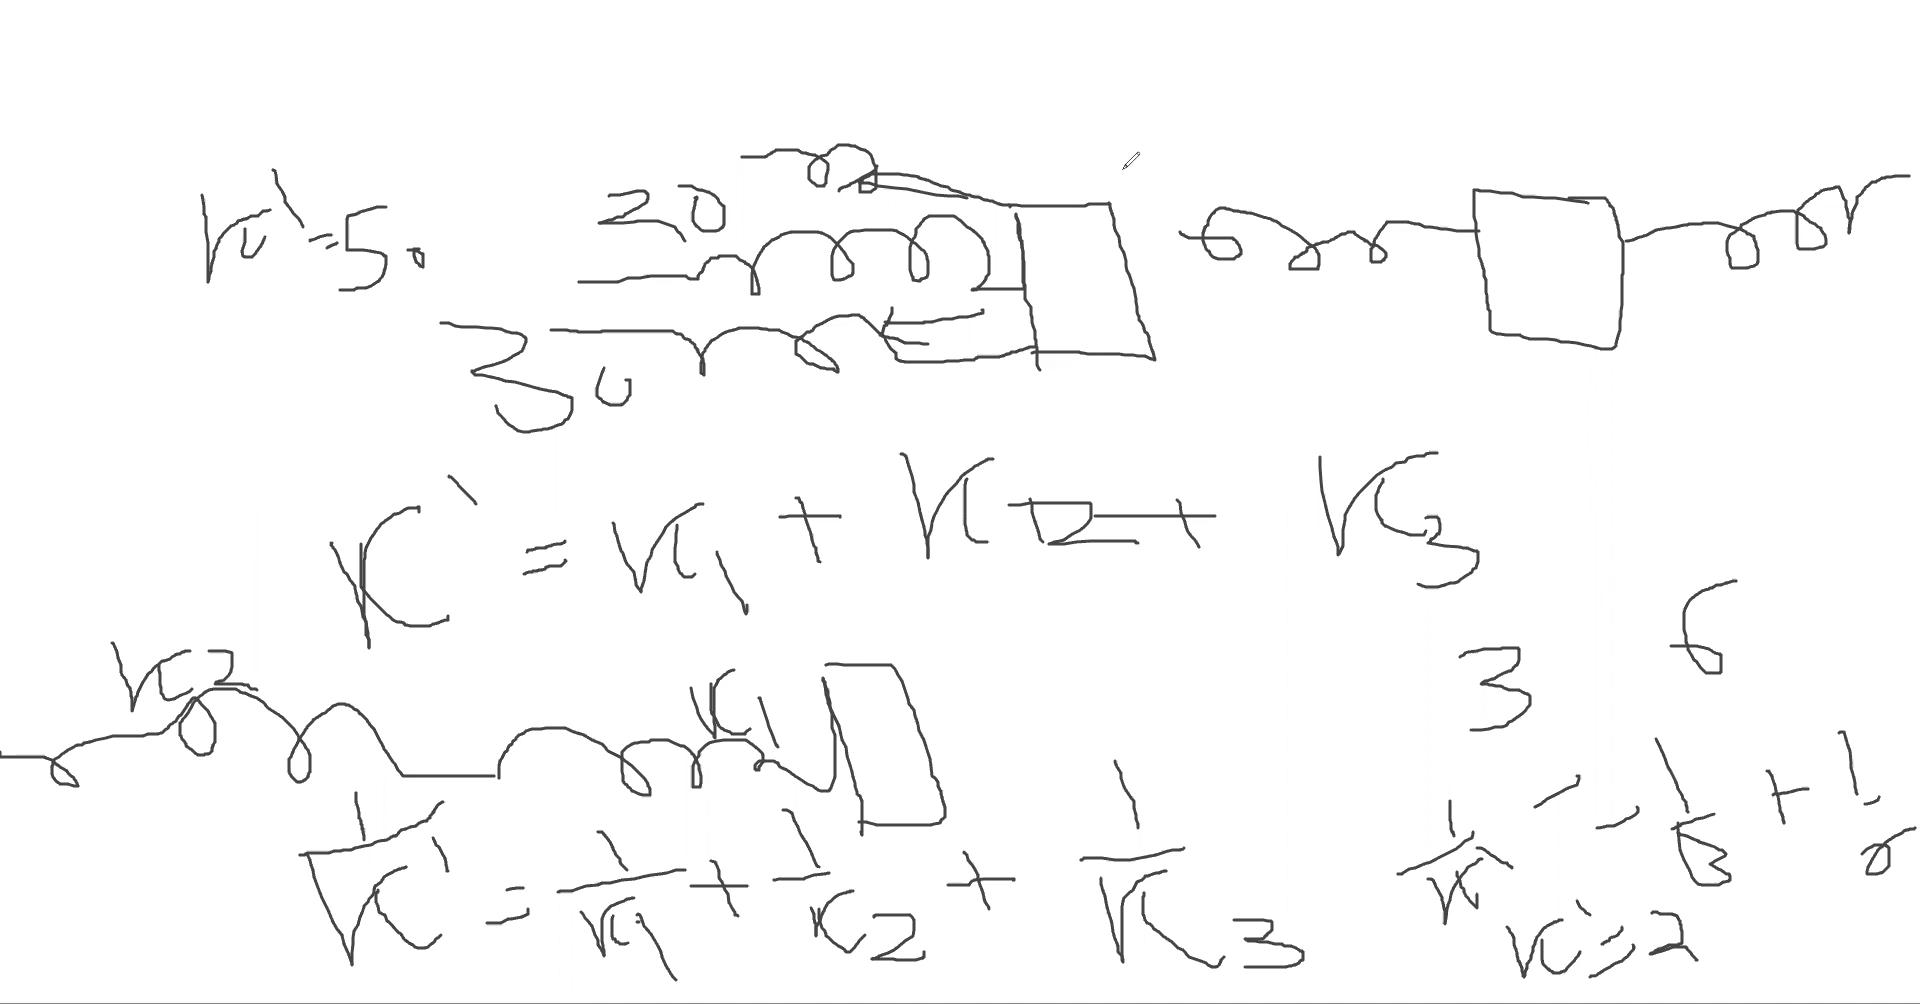 k' = 50
20
30
k' = k1 + k2 + k3
3 6
k2 k1
1/k' = 1/k1 + 1/k2 + 1/k3
1/k' = 1/3 + 1/6
k' = 2